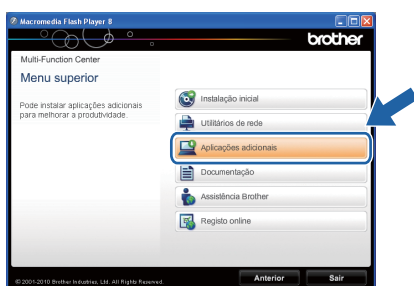 Macromedia Flash Player 8
brother
Multi-Function Center
Menu superior
Pode instalar aplicações adicionais
para melhorar a produtividade.
Instalação inicial
Utilitários de rede
Aplicações adicionais
Documentação
Assistência Brother
Registo online
© 2001-2010 Brother Industries, Ltd. All Rights Reserved.
Anterior
Sair